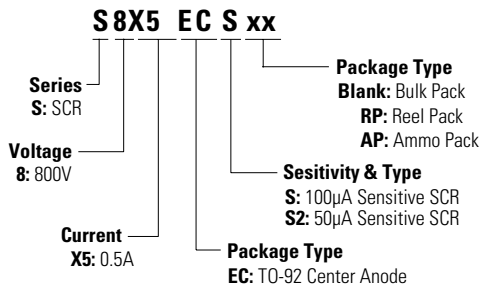 S 8X5 EC S xx
Package Type
Blank: Bulk Pack
RP: Reel Pack
AP: Ammo Pack
Series
S: SCR
Voltage
8: 800V
Sesitivity & Type
S: 100µA Sensitive SCR
S2: 50µA Sensitive SCR
Current
X5: 0.5A
Package Type
EC: TO-92 Center Anode